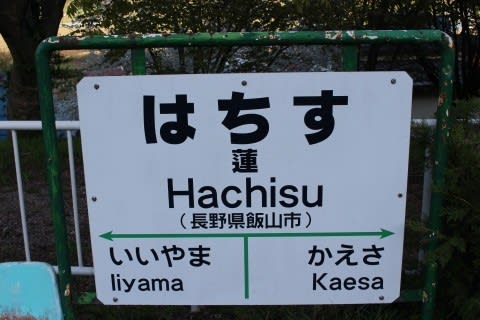 はちす
蓮
Hachisu
（長野県飯山市）
いいやま かえさ
Iiyama Kaesa